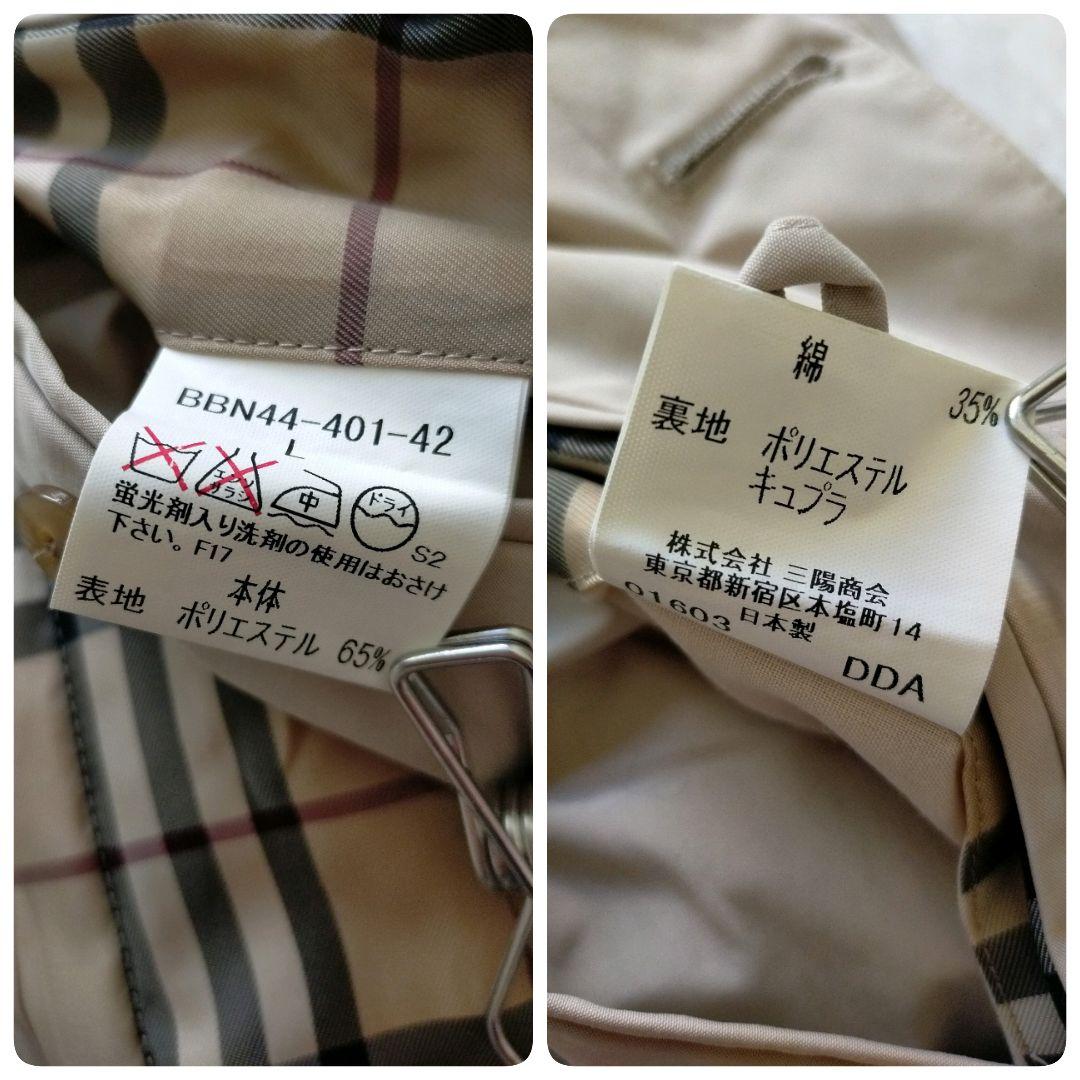 BBN44-401-42
L
エンソ
サラシ
中
ドライ
S2
蛍光剤入り洗剤の使用はおさけ
下さい。F17
本体
表地 ポリエステル 65%
綿 35%
裏地 ポリエステル
キュプラ
株式会社 三陽商会
東京都新宿区本塩町14
01603 日本製
DDA